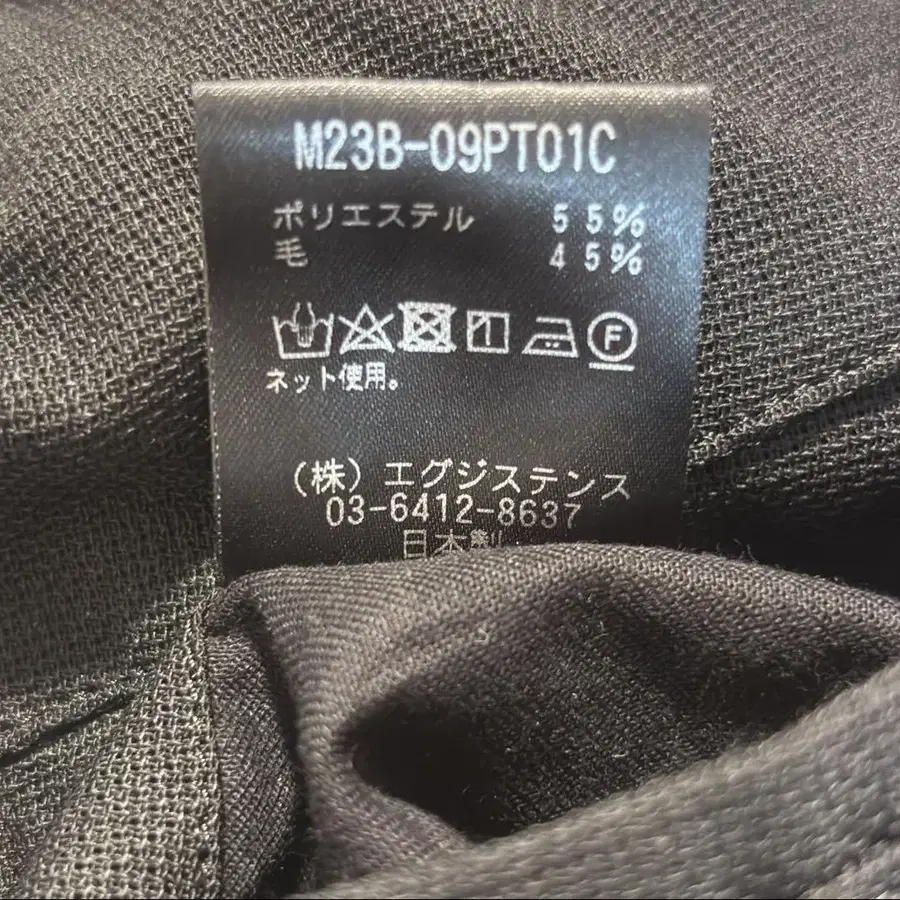 M23B-09PT01C
ポリエステル 55%
毛 45%
F
ネット使用。
(株)エグジステンス
03-6412-8637
日本製